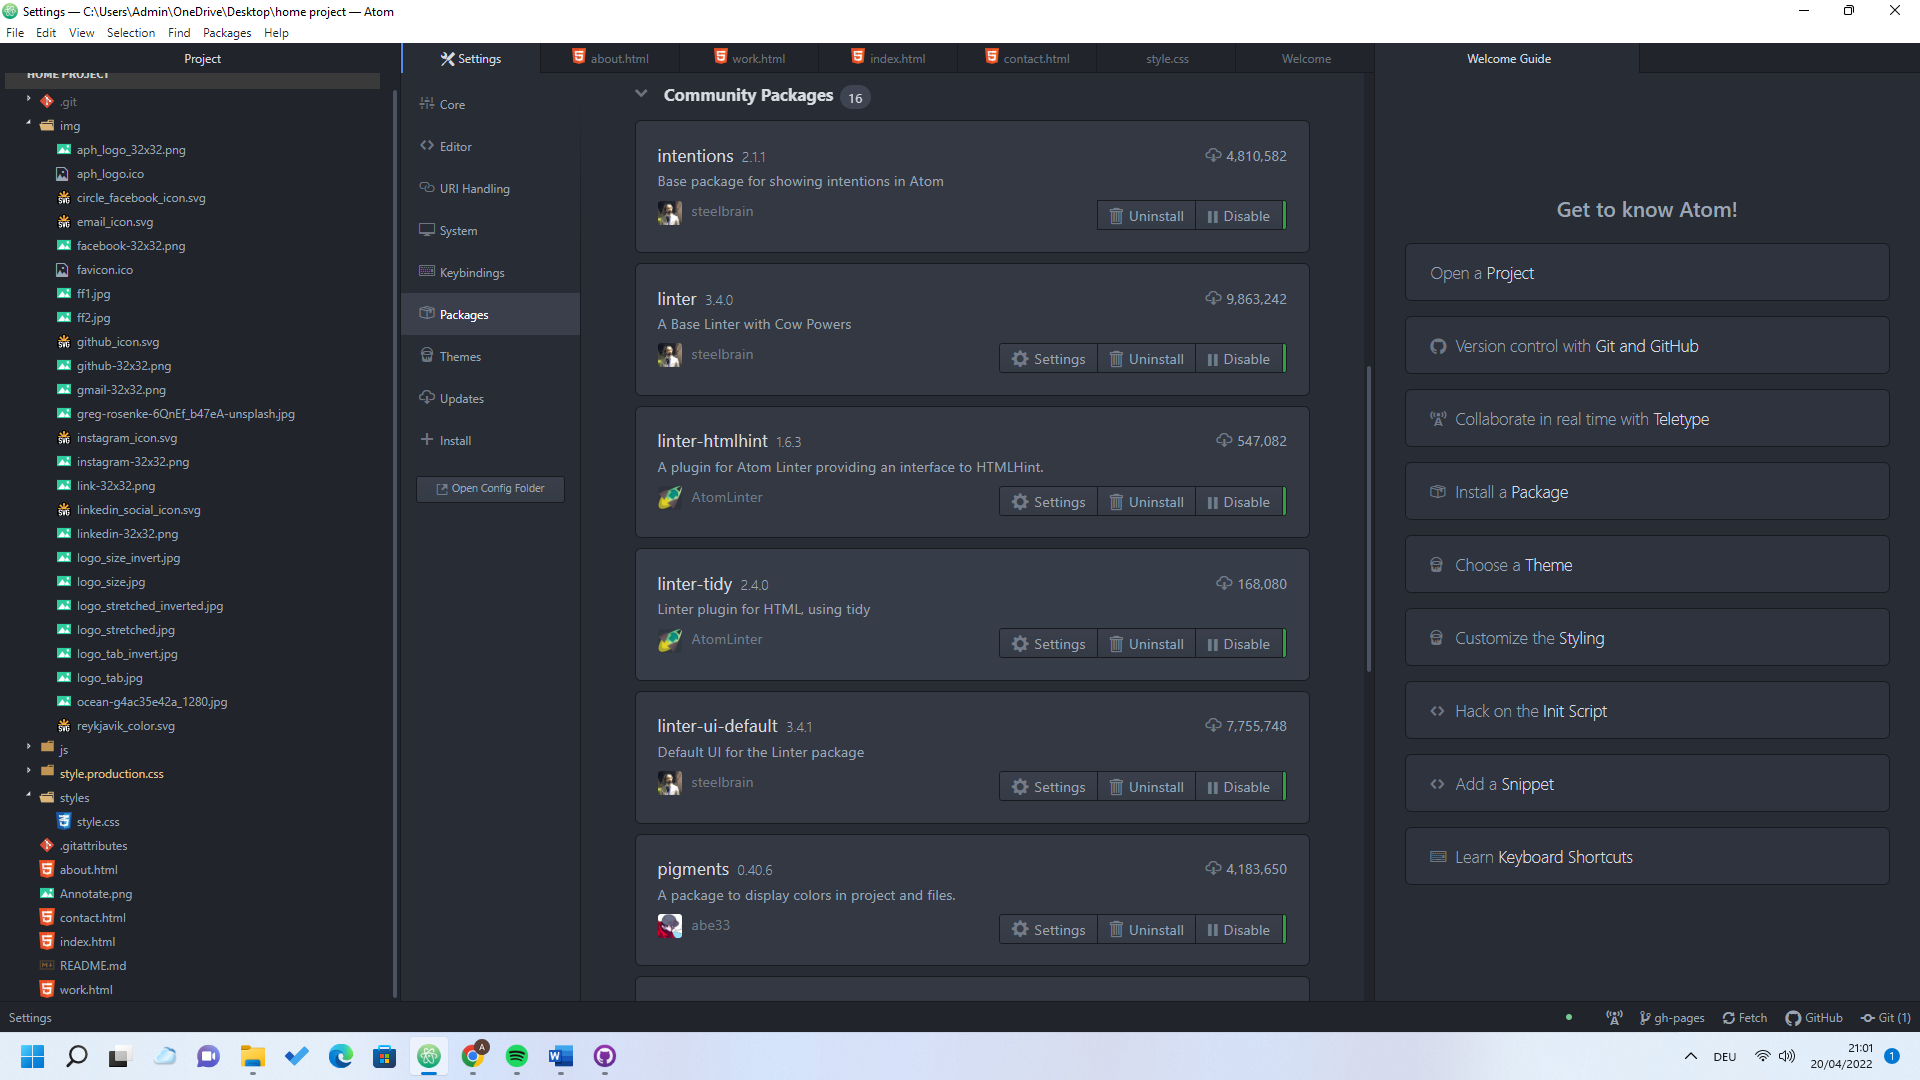 Settings — C:\Users\Admin\OneDrive\Desktop\home project — Atom
File Edit View Selection Find Packages Help
Project
HOME PROJECT
.git
img
aph_logo_32x32.png
aph_logo.ico
circle_facebook_icon.svg
email_icon.svg
facebook-32x32.png
favicon.ico
ff1.jpg
ff2.jpg
github_icon.svg
github-32x32.png
gmail-32x32.png
greg-rosenke-6QnEf_b47eA-unsplash.jpg
instagram_icon.svg
instagram-32x32.png
link-32x32.png
linkedin_social_icon.svg
linkedin-32x32.png
logo_size_invert.jpg
logo_size.jpg
logo_stretched_inverted.jpg
logo_stretched.jpg
logo_tab_invert.jpg
logo_tab.jpg
ocean-g4ac35e42a_1280.jpg
reykjavik_color.svg
js
style.production.css
styles
style.css
.gitattributes
about.html
Annotate.png
contact.html
index.html
README.md
work.html
Settings about.html work.html index.html contact.html style.css Welcome
Core
Editor
URI Handling
System
Keybindings
Packages
Themes
Updates
Install
Open Config Folder
Community Packages 16
intentions 2.1.1 4,810,582
Base package for showing intentions in Atom
steelbrain
Uninstall Disable
linter 3.4.0 9,863,242
A Base Linter with Cow Powers
steelbrain
Settings Uninstall Disable
linter-htmlhint 1.6.3 547,082
A plugin for Atom Linter providing an interface to HTMLHint.
AtomLinter
Settings Uninstall Disable
linter-tidy 2.4.0 168,080
Linter plugin for HTML, using tidy
AtomLinter
Settings Uninstall Disable
linter-ui-default 3.4.1 7,755,748
Default UI for the Linter package
steelbrain
Settings Uninstall Disable
pigments 0.40.6 4,183,650
A package to display colors in project and files.
abe33
Settings Uninstall Disable
Welcome Guide
Get to know Atom!
Open a Project
Version control with Git and GitHub
Collaborate in real time with Teletype
Install a Package
Choose a Theme
Customize the Styling
Hack on the Init Script
Add a Snippet
Learn Keyboard Shortcuts
Settings
gh-pages Fetch GitHub Git (1)
DEU
21:01
20/04/2022
1